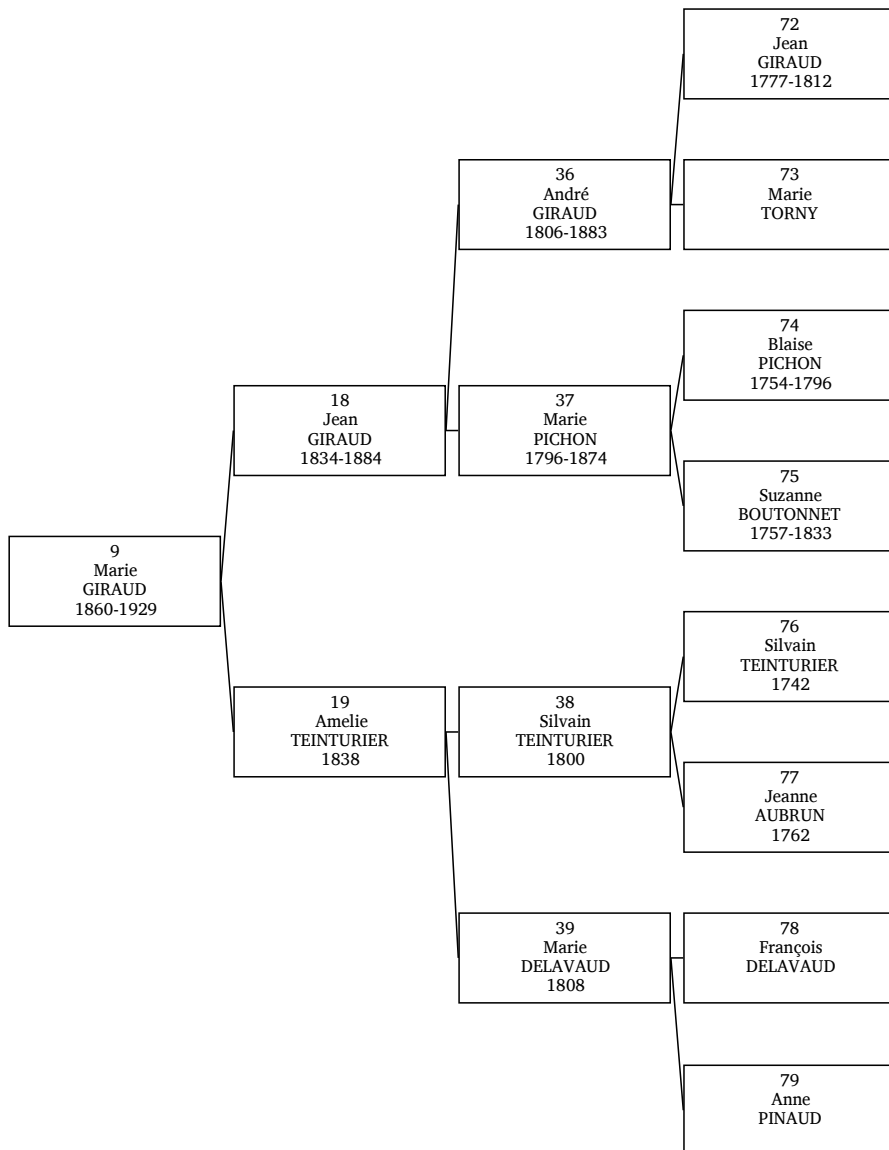 72
Jean
GIRAUD
1777-1812
36
André
GIRAUD
1806-1883
73
Marie
TORNY
74
Blaise
PICHON
1754-1796
18
Jean
GIRAUD
1834-1884
37
Marie
PICHON
1796-1874
75
Suzanne
BOUTONNET
1757-1833
9
Marie
GIRAUD
1860-1929
76
Silvain
TEINTURIER
1742
19
Amelie
TEINTURIER
1838
38
Silvain
TEINTURIER
1800
77
Jeanne
AUBRUN
1762
39
Marie
DELAVAUD
1808
78
François
DELAVAUD
79
Anne
PINAUD